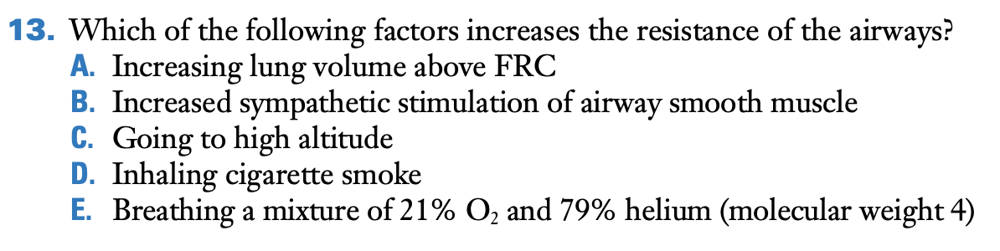 13. Which of the following factors increases the resistance of the airways?
A. Increasing lung volume above FRC
B. Increased sympathetic stimulation of airway smooth muscle
C. Going to high altitude
D. Inhaling cigarette smoke
E. Breathing a mixture of 21% O₂ and 79% helium (molecular weight 4)